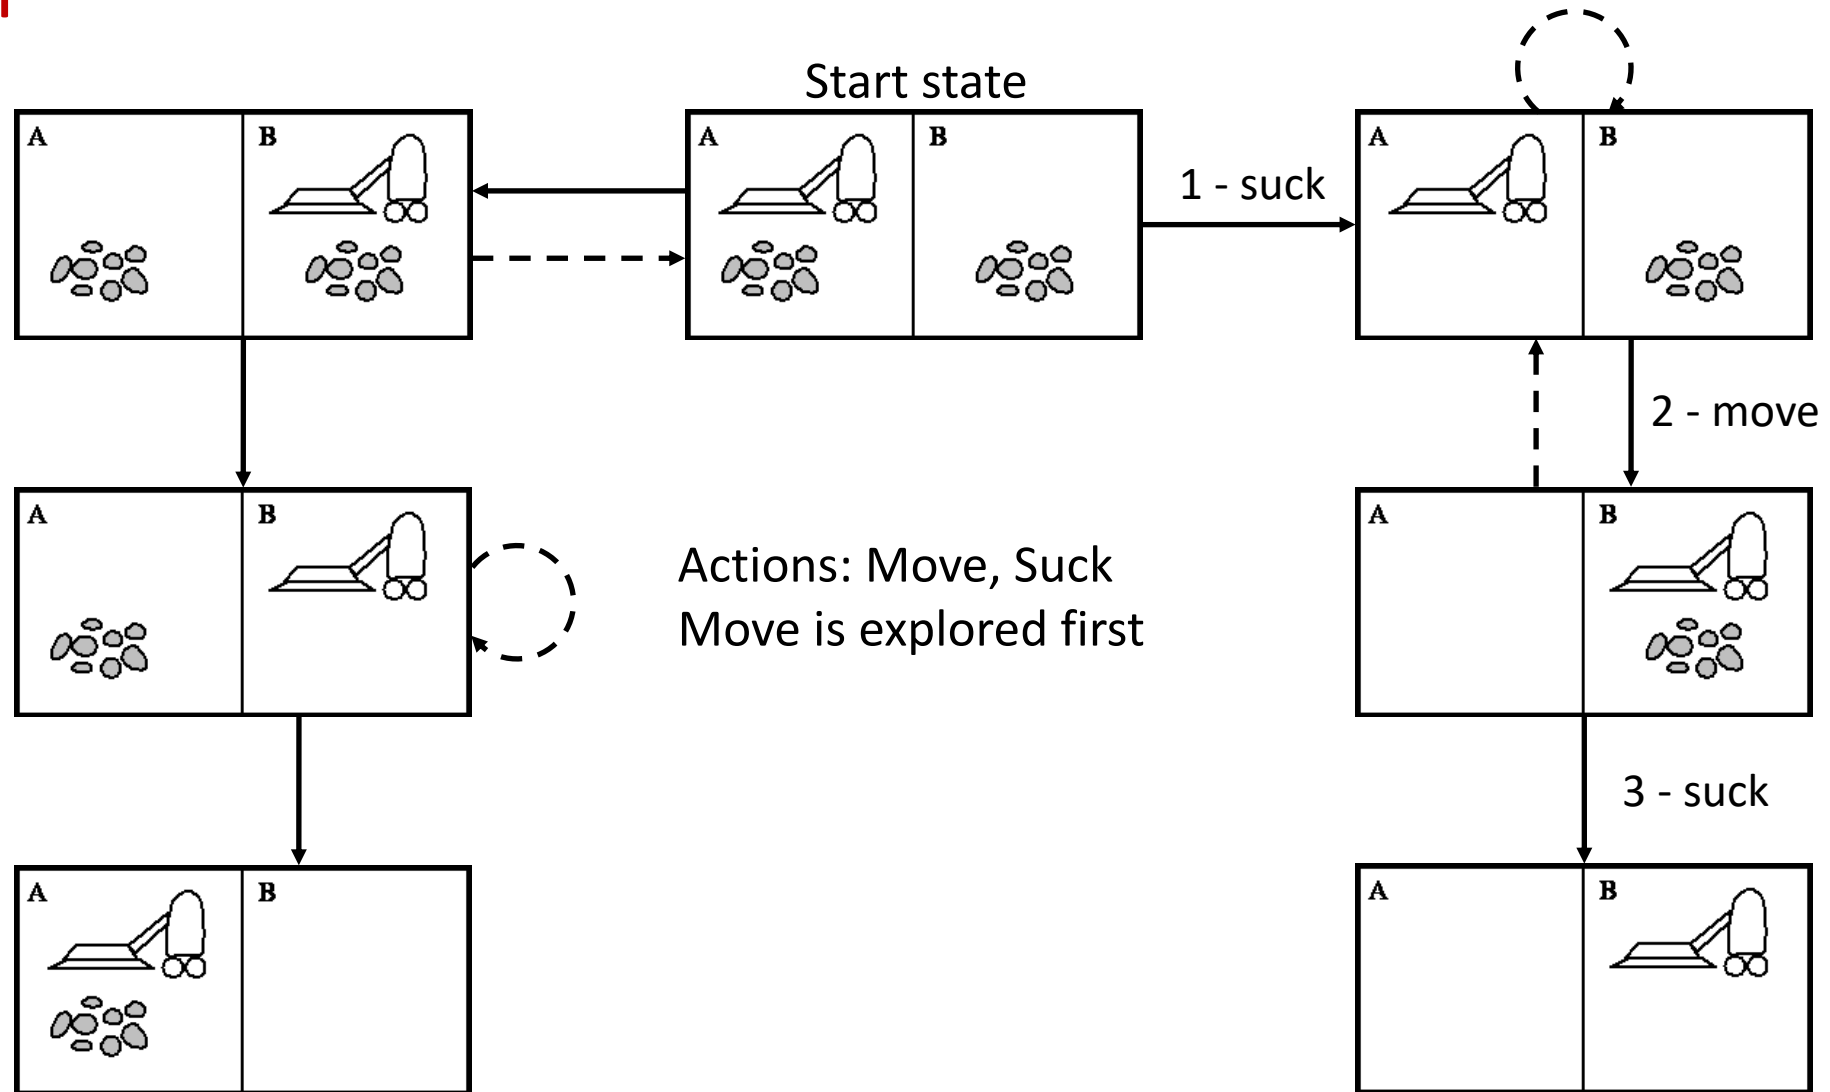 Start state
A B
A B
1 - suck
A B
2 - move
A B
Actions: Move, Suck
Move is explored first
A B
3 - suck
A B
A B